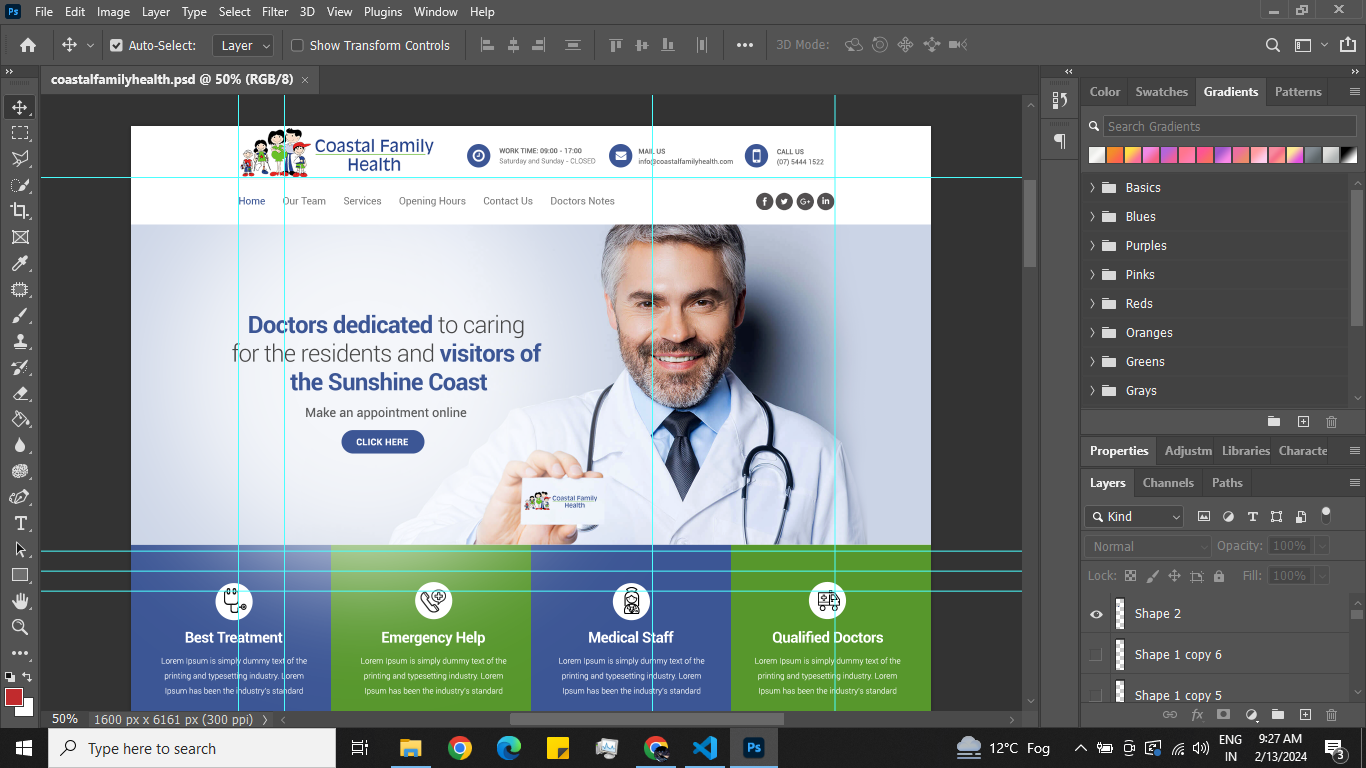 File Edit Image Layer Type Select Filter 3D View Plugins Window Help
Auto-Select: Layer Show Transform Controls 3D Mode:
coastalfamilyhealth.psd @ 50% (RGB/8)
Coastal Family
Health
WORK TIME: 09:00 - 17:00
Saturday and Sunday - CLOSED
MAIL US
info@coastalfamilyhealth.com
CALL US
(07) 5444 1522
Home Our Team Services Opening Hours Contact Us Doctors Notes
Doctors dedicated to caring
for the residents and visitors of
the Sunshine Coast
Make an appointment online
CLICK HERE
Coastal Family
Health
Best Treatment
Lorem Ipsum is simply dummy text of the
printing and typesetting industry. Lorem
Ipsum has been the industry's standard
Emergency Help
Lorem Ipsum is simply dummy text of the
printing and typesetting industry. Lorem
Ipsum has been the industry's standard
Medical Staff
Lorem Ipsum is simply dummy text of the
printing and typesetting industry. Lorem
Ipsum has been the industry's standard
Qualified Doctors
Lorem Ipsum is simply dummy text of the
printing and typesetting industry. Lorem
Ipsum has been the industry's standard
50% 1600 px x 6161 px (300 ppi)
Color Swatches Gradients Patterns
Search Gradients
Basics
Blues
Purples
Pinks
Reds
Oranges
Greens
Grays
Properties Adjustm Libraries Characte
Layers Channels Paths
Kind
Normal Opacity: 100%
Lock: Fill: 100%
Shape 2
Shape 1 copy 6
Shape 1 copy 5
Type here to search
Ps
12°C Fog
ENG
IN
9:27 AM
2/13/2024
3